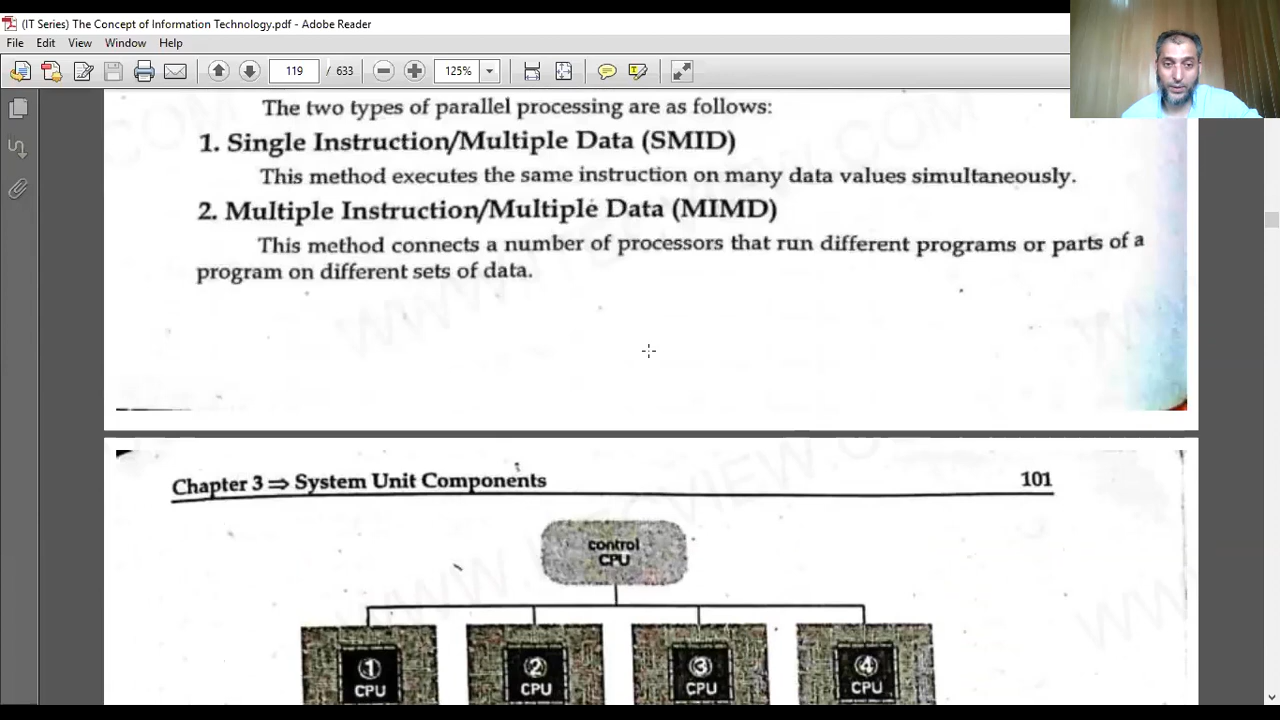 (IT Series) The Concept of Information Technology.pdf - Adobe Reader
File Edit View Window Help
119 / 633 125%
The two types of parallel processing are as follows:
1. Single Instruction/Multiple Data (SMID)
This method executes the same instruction on many data values simultaneously.
2. Multiple Instruction/Multiple Data (MIMD)
This method connects a number of processors that run different programs or parts of a
program on different sets of data.
Chapter 3 ⇒ System Unit Components 101
control
CPU
① ② ③ ④
CPU CPU CPU CPU